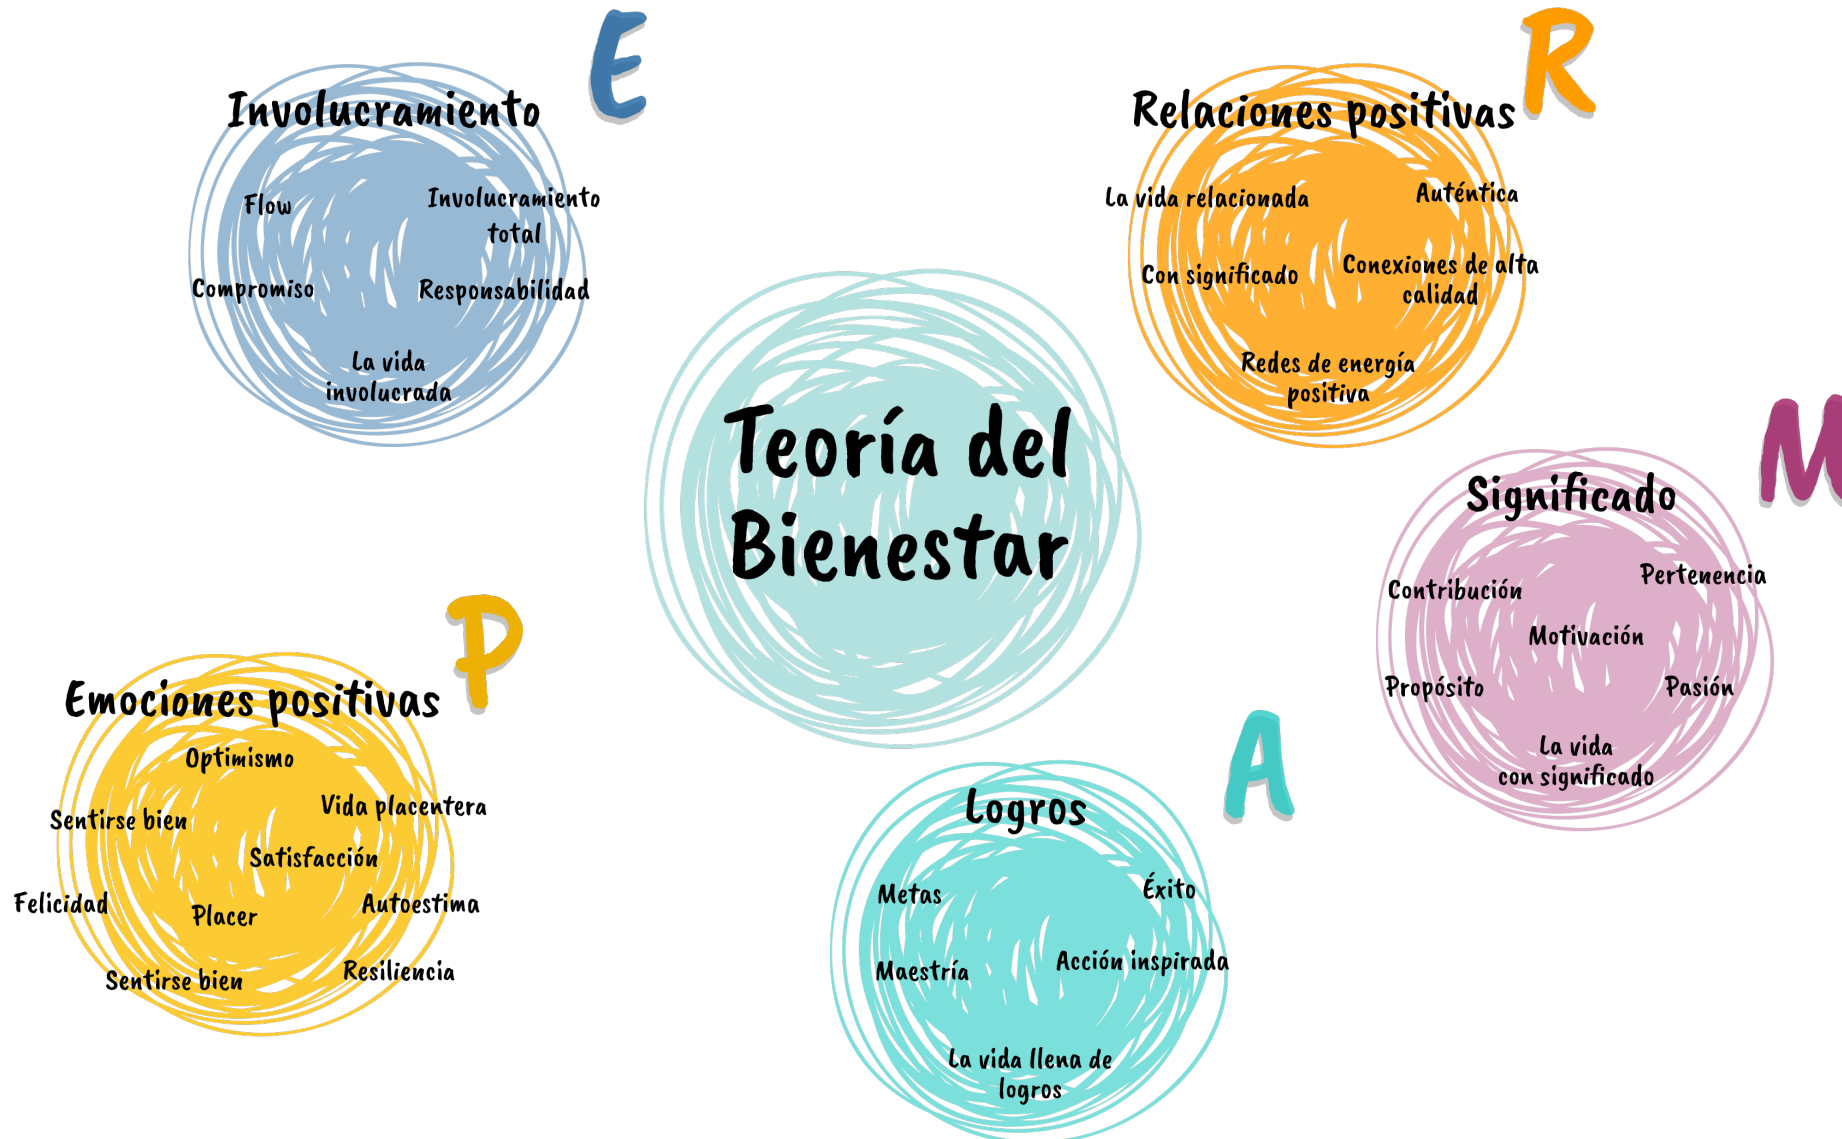 E
Involucramiento
Flow
Involucramiento
total
Compromiso
Responsabilidad
La vida
involucrada
R
Relaciones positivas
La vida relacionada
Auténtica
Con significado
Conexiones de alta
calidad
Redes de energía
positiva
Teoría del
Bienestar
M
Significado
Contribución
Pertenencia
Motivación
Propósito
Pasión
La vida
con significado
P
Emociones positivas
Optimismo
Sentirse bien
Vida placentera
Satisfacción
Felicidad
Placer
Autoestima
Sentirse bien
Resiliencia
A
Logros
Metas
Éxito
Maestría
Acción inspirada
La vida llena de
logros